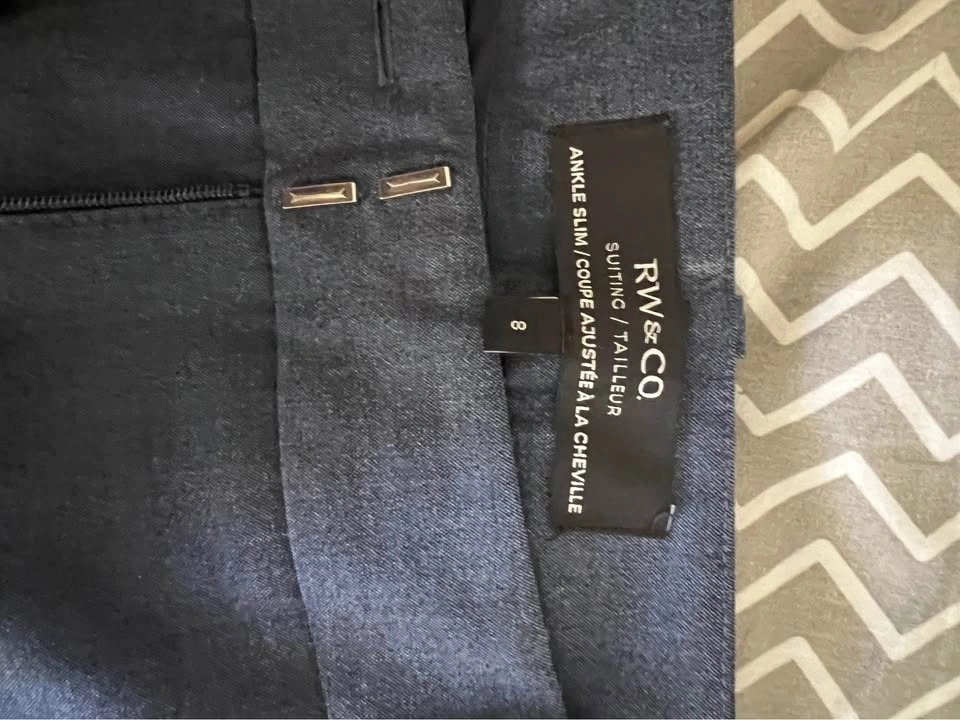 RW&CO.
SUITING / TAILLEUR
ANKLE SLIM / COUPE AJUSTÉE À LA CHEVILLE
8